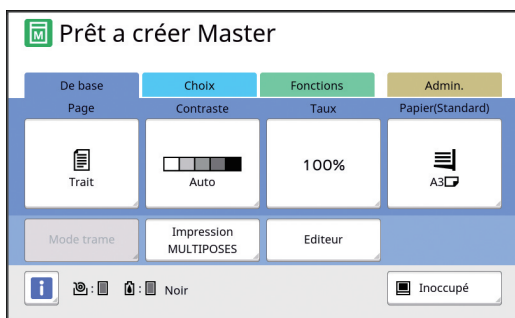 Prêt a créer Master
De base
Choix
Fonctions
Admin.
Page
Contraste
Taux
Papier(Standard)
Trait
Auto
100%
A3
Mode trame
Impression
MULTIPOSES
Editeur
i
:
:
Noir
Inoccupé